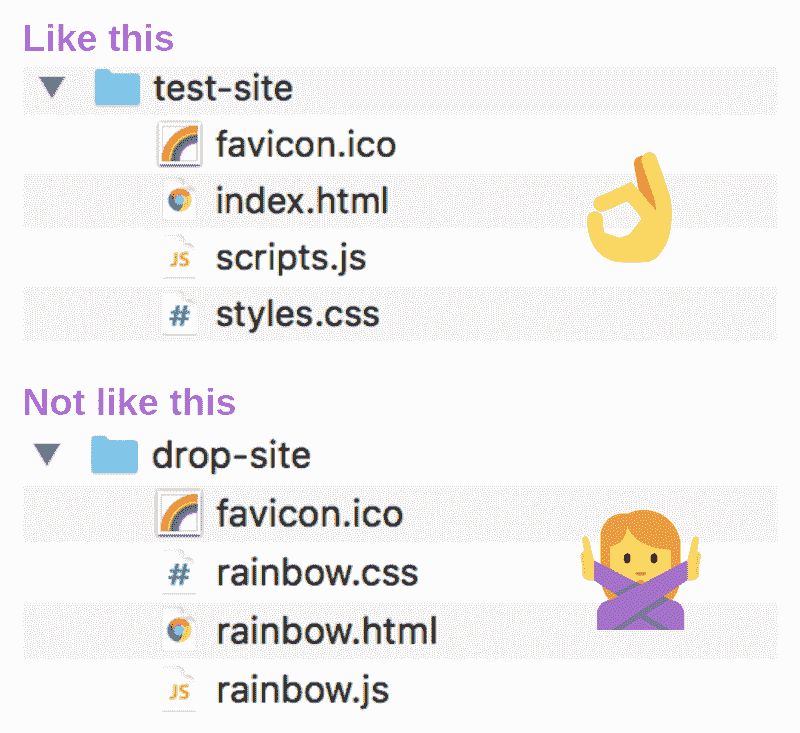 Like this
test-site
favicon.ico
index.html
JS scripts.js
# styles.css
Not like this
drop-site
favicon.ico
# rainbow.css
rainbow.html
JS rainbow.js